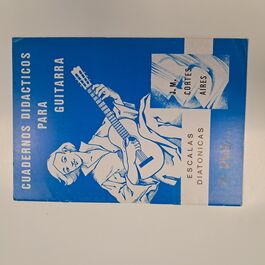 CUADERNOS DIDACTICOS
PARA
GUITARRA
J. M.
CORTES
AIRES
ESCALAS
DIATONICAS